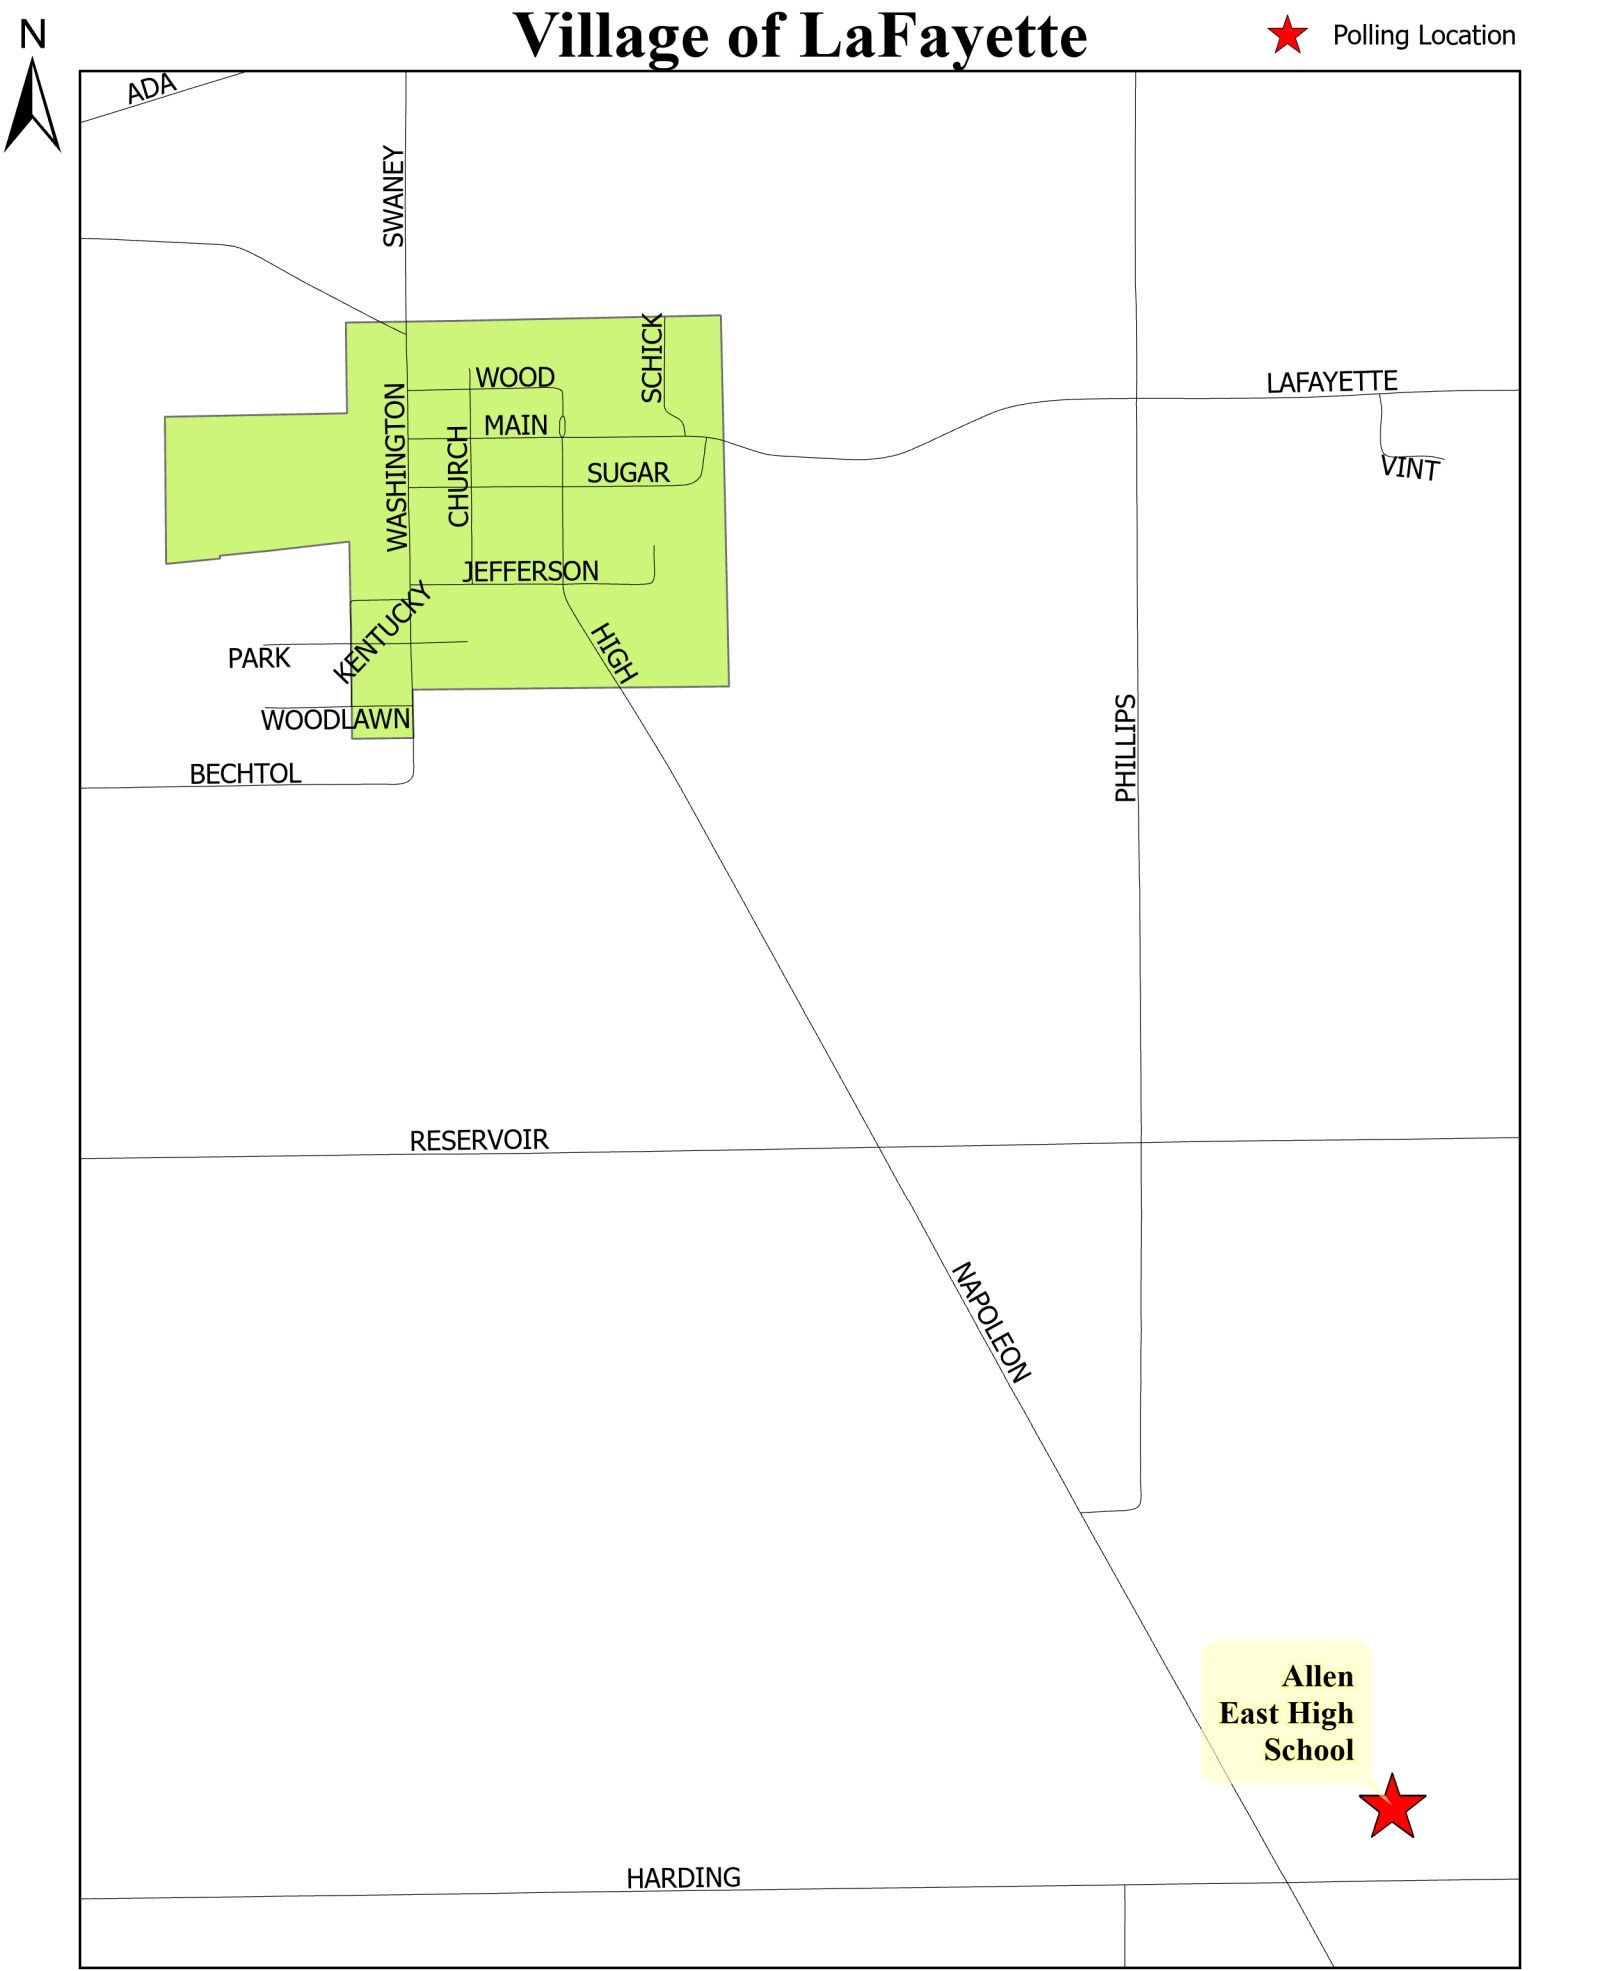 N
Village of LaFayette
Polling Location
ADA
SWANEY
SCHICK
WOOD
LAFAYETTE
WASHINGTON
MAIN
CHURCH
SUGAR
VINT
JEFFERSON
KENTUCKY
HIGH
PARK
WOODLAWN
PHILLIPS
BECHTOL
RESERVOIR
NAPOLEON
Allen
East High
School
HARDING